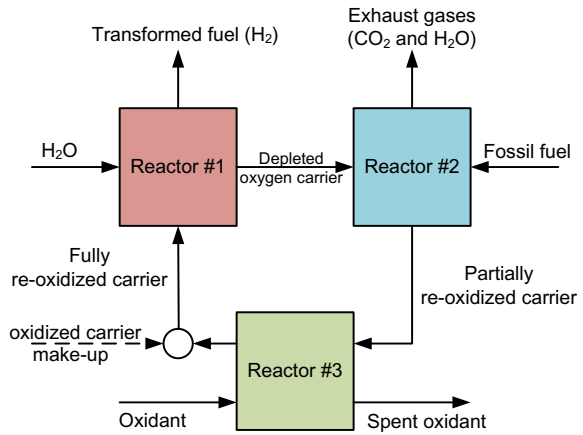 Transformed fuel (H₂)
Exhaust gases
(CO₂ and H₂O)
H₂O
Reactor #1
Depleted
oxygen carrier
Reactor #2
Fossil fuel
Fully
re-oxidized carrier
Partially
re-oxidized carrier
oxidized carrier
make-up
Reactor #3
Oxidant
Spent oxidant